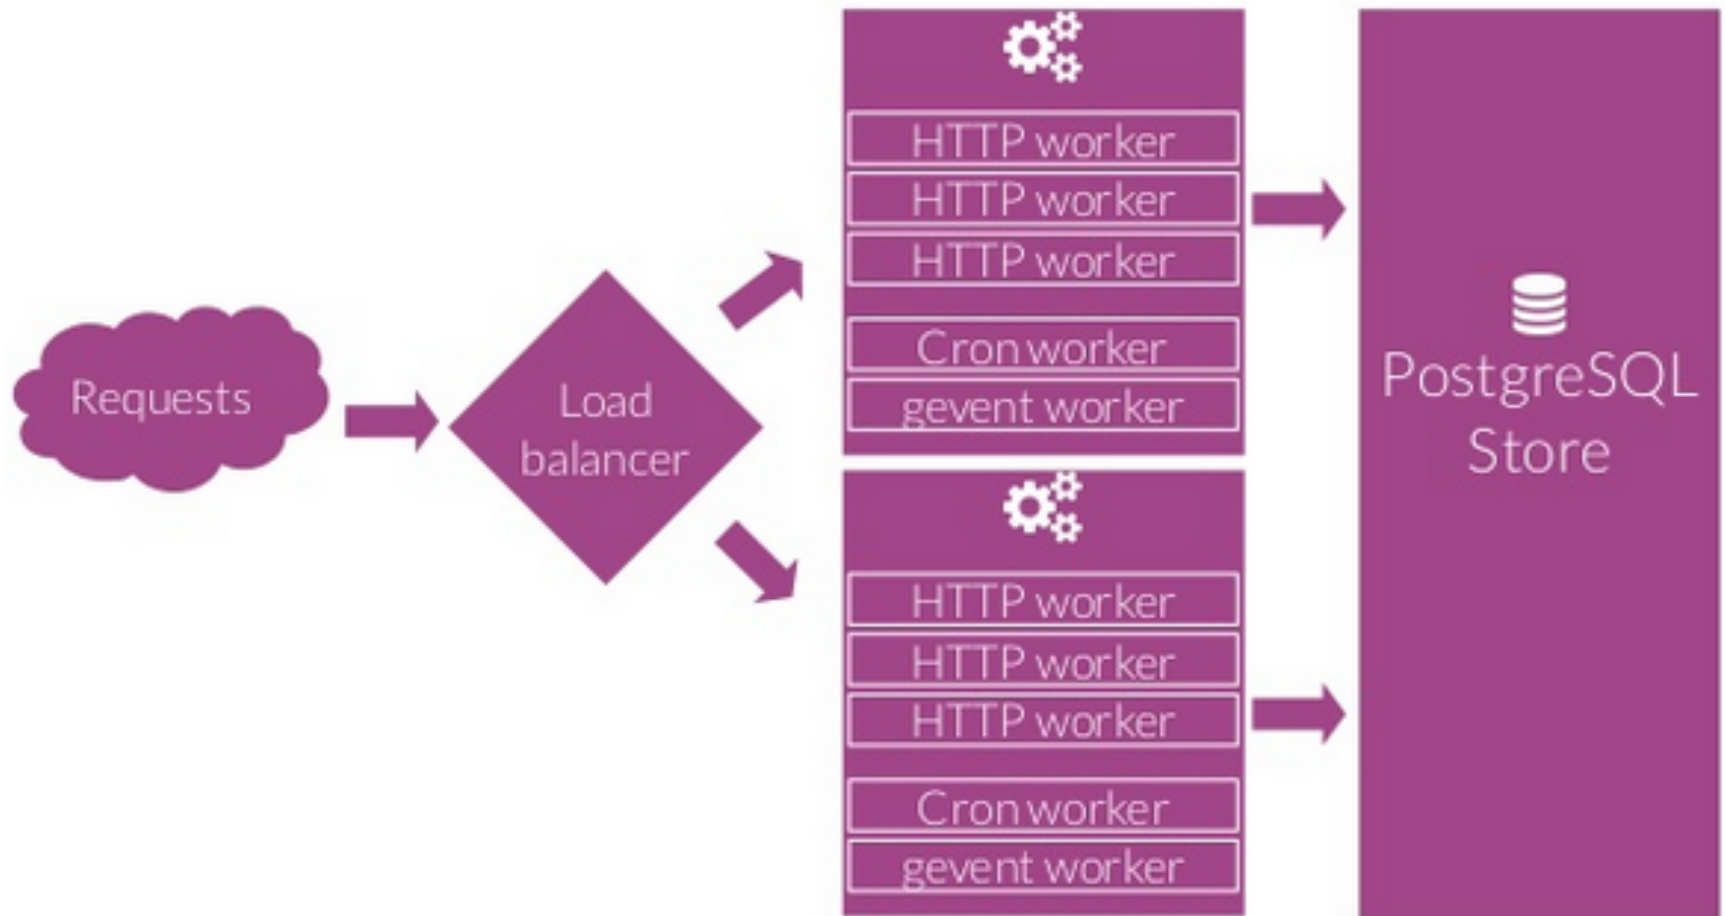 Requests
Load
balancer
HTTP worker
HTTP worker
HTTP worker
Cron worker
gevent worker
HTTP worker
HTTP worker
HTTP worker
Cron worker
gevent worker
PostgreSQL
Store